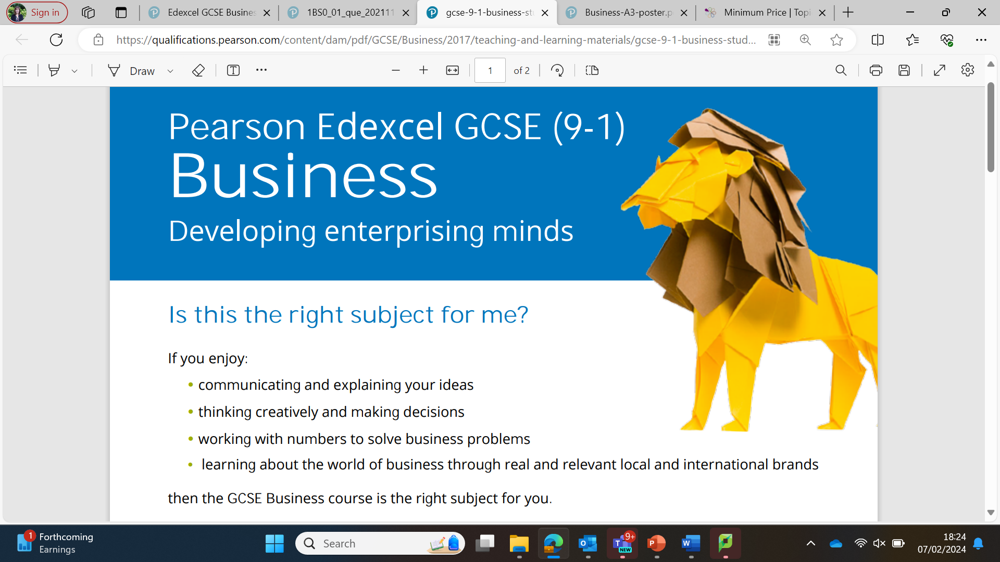 Sign in
Edexcel GCSE Busines
1BS0_01_que_202111
gcse-9-1-business-stu
Business-A3-poster.p
Minimum Price | Topi
https://qualifications.pearson.com/content/dam/pdf/GCSE/Business/2017/teaching-and-learning-materials/gcse-9-1-business-stud...
Draw
1 of 2
Pearson Edexcel GCSE (9-1)
Business
Developing enterprising minds
Is this the right subject for me?
If you enjoy:
• communicating and explaining your ideas
• thinking creatively and making decisions
• working with numbers to solve business problems
• learning about the world of business through real and relevant local and international brands
then the GCSE Business course is the right subject for you.
1
Forthcoming
Earnings
Search
9+
NEW
18:24
07/02/2024